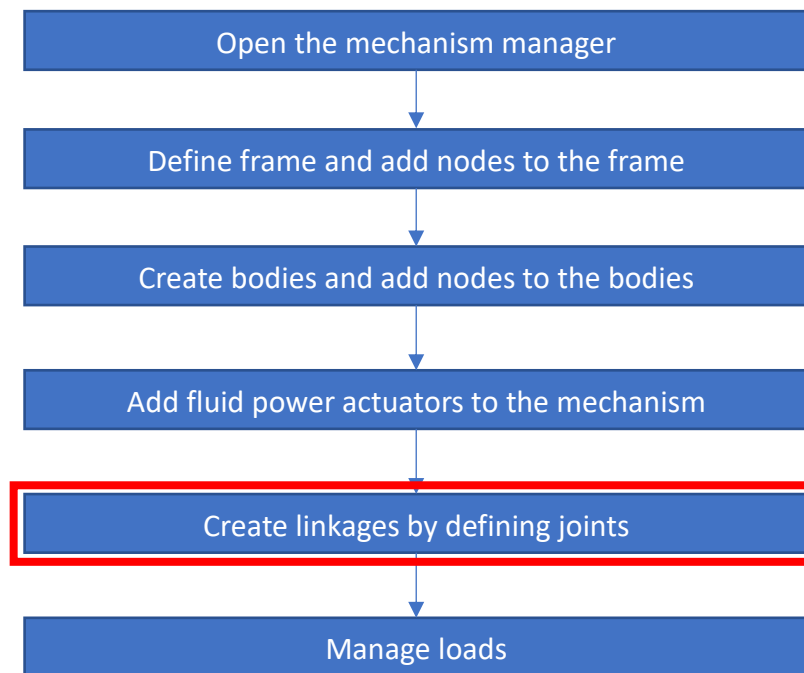 Open the mechanism manager
Define frame and add nodes to the frame
Create bodies and add nodes to the bodies
Add fluid power actuators to the mechanism
Create linkages by defining joints
Manage loads